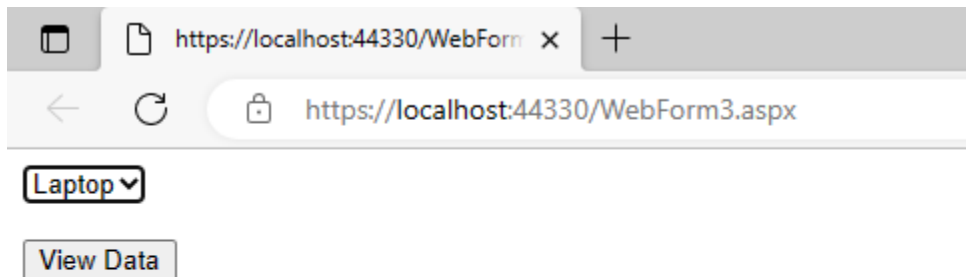 https://localhost:44330/WebForm
https://localhost:44330/WebForm3.aspx
Laptop
View Data